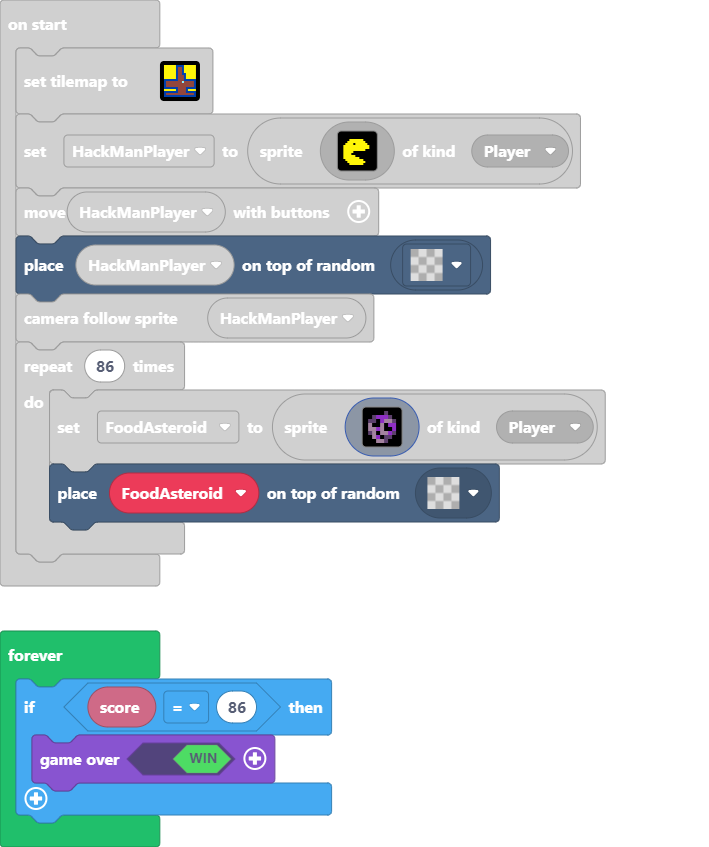 on start
set tilemap to
set HackManPlayer to sprite of kind Player
move HackManPlayer with buttons
place HackManPlayer on top of random
camera follow sprite HackManPlayer
repeat 86 times
do
set FoodAsteroid to sprite of kind Player
place FoodAsteroid on top of random
forever
if score = 86 then
game over WIN